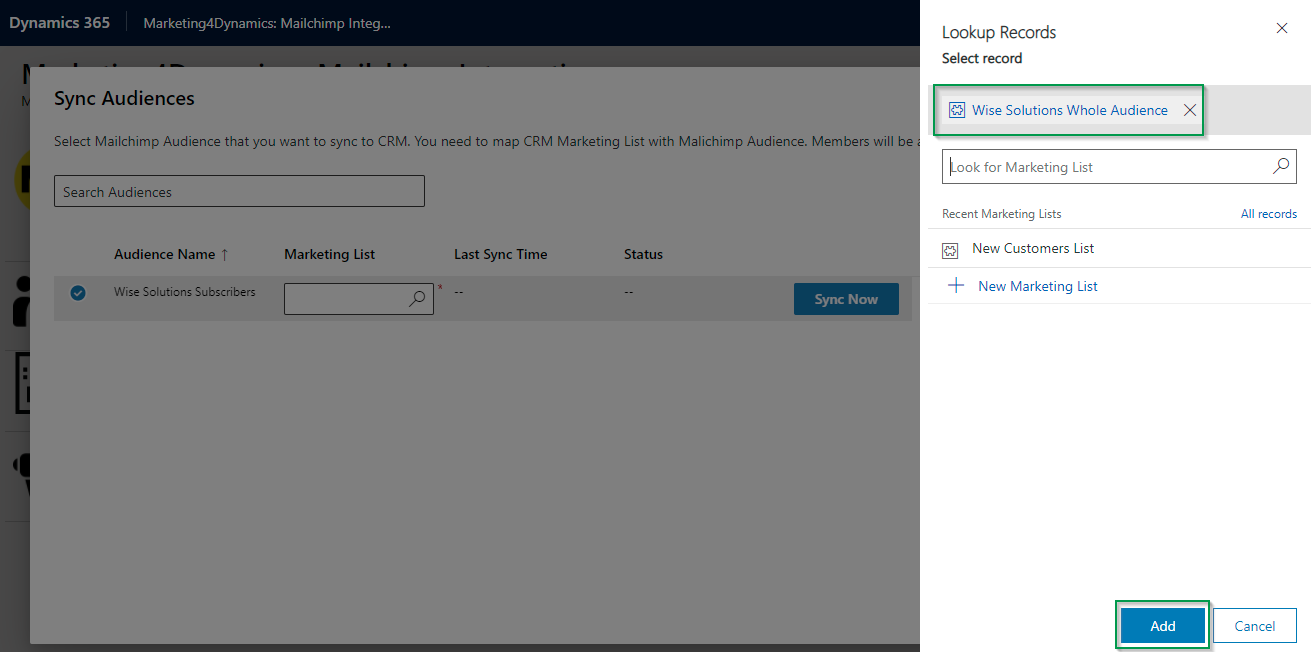 Dynamics 365
Marketing4Dynamics: Mailchimp Integ...
Sync Audiences
Select Mailchimp Audience that you want to sync to CRM. You need to map CRM Marketing List with Malichimp Audience. Members will be
Search Audiences
Audience Name ↑ Marketing List Last Sync Time Status
Wise Solutions Subscribers * -- -- Sync Now
Lookup Records
Select record
Wise Solutions Whole Audience
Look for Marketing List
Recent Marketing Lists All records
New Customers List
New Marketing List
Add Cancel